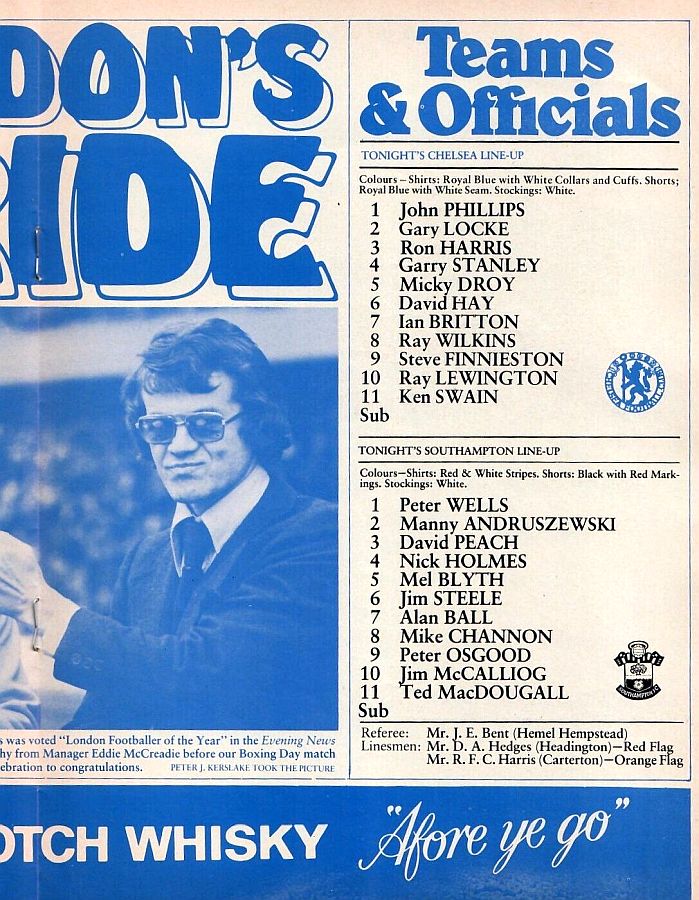 DON'S
IDE
s was voted "London Footballer of the Year" in the Evening News
hy from Manager Eddie McCreadie before our Boxing Day match
ebration to congratulations. PETER J. KERSLAKE TOOK THE PICTURE
Teams
& Officials
TONIGHT'S CHELSEA LINE-UP
Colours – Shirts: Royal Blue with White Collars and Cuffs. Shorts;
Royal Blue with White Seam. Stockings: White.
1 John PHILLIPS
2 Gary LOCKE
3 Ron HARRIS
4 Garry STANLEY
5 Micky DROY
6 David HAY
7 Ian BRITTON
8 Ray WILKINS
9 Steve FINNIESTON
10 Ray LEWINGTON
11 Ken SWAIN
Sub
TONIGHT'S SOUTHAMPTON LINE-UP
Colours—Shirts: Red & White Stripes. Shorts: Black with Red Mark-
ings. Stockings: White.
1 Peter WELLS
2 Manny ANDRUSZEWSKI
3 David PEACH
4 Nick HOLMES
5 Mel BLYTH
6 Jim STEELE
7 Alan BALL
8 Mike CHANNON
9 Peter OSGOOD
10 Jim McCALLIOG
11 Ted MacDOUGALL
Sub
SOUTHAMPTON F.C.
Referee: Mr. J. E. Bent (Hemel Hempstead)
Linesmen: Mr. D. A. Hedges (Headington)—Red Flag
Mr. R. F. C. Harris (Carterton)—Orange Flag
OTCH WHISKY "Afore ye go"